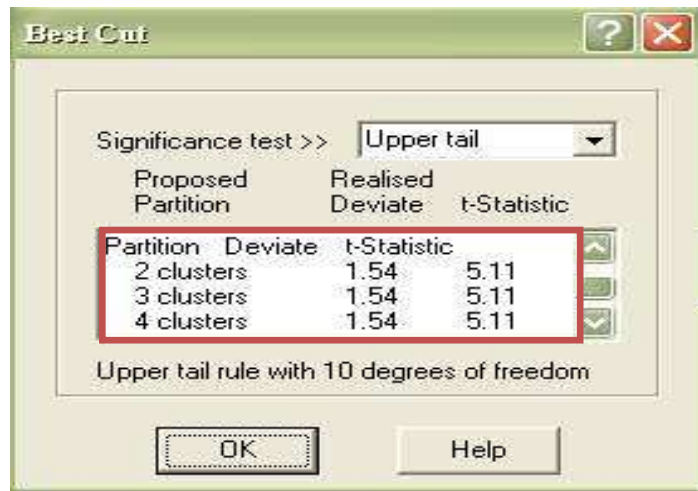 Best Cut
Significance test >> Upper tail
Proposed Realised
Partition Deviate t-Statistic
Partition Deviate t-Statistic
2 clusters 1.54 5.11
3 clusters 1.54 5.11
4 clusters 1.54 5.11
Upper tail rule with 10 degrees of freedom
OK Help